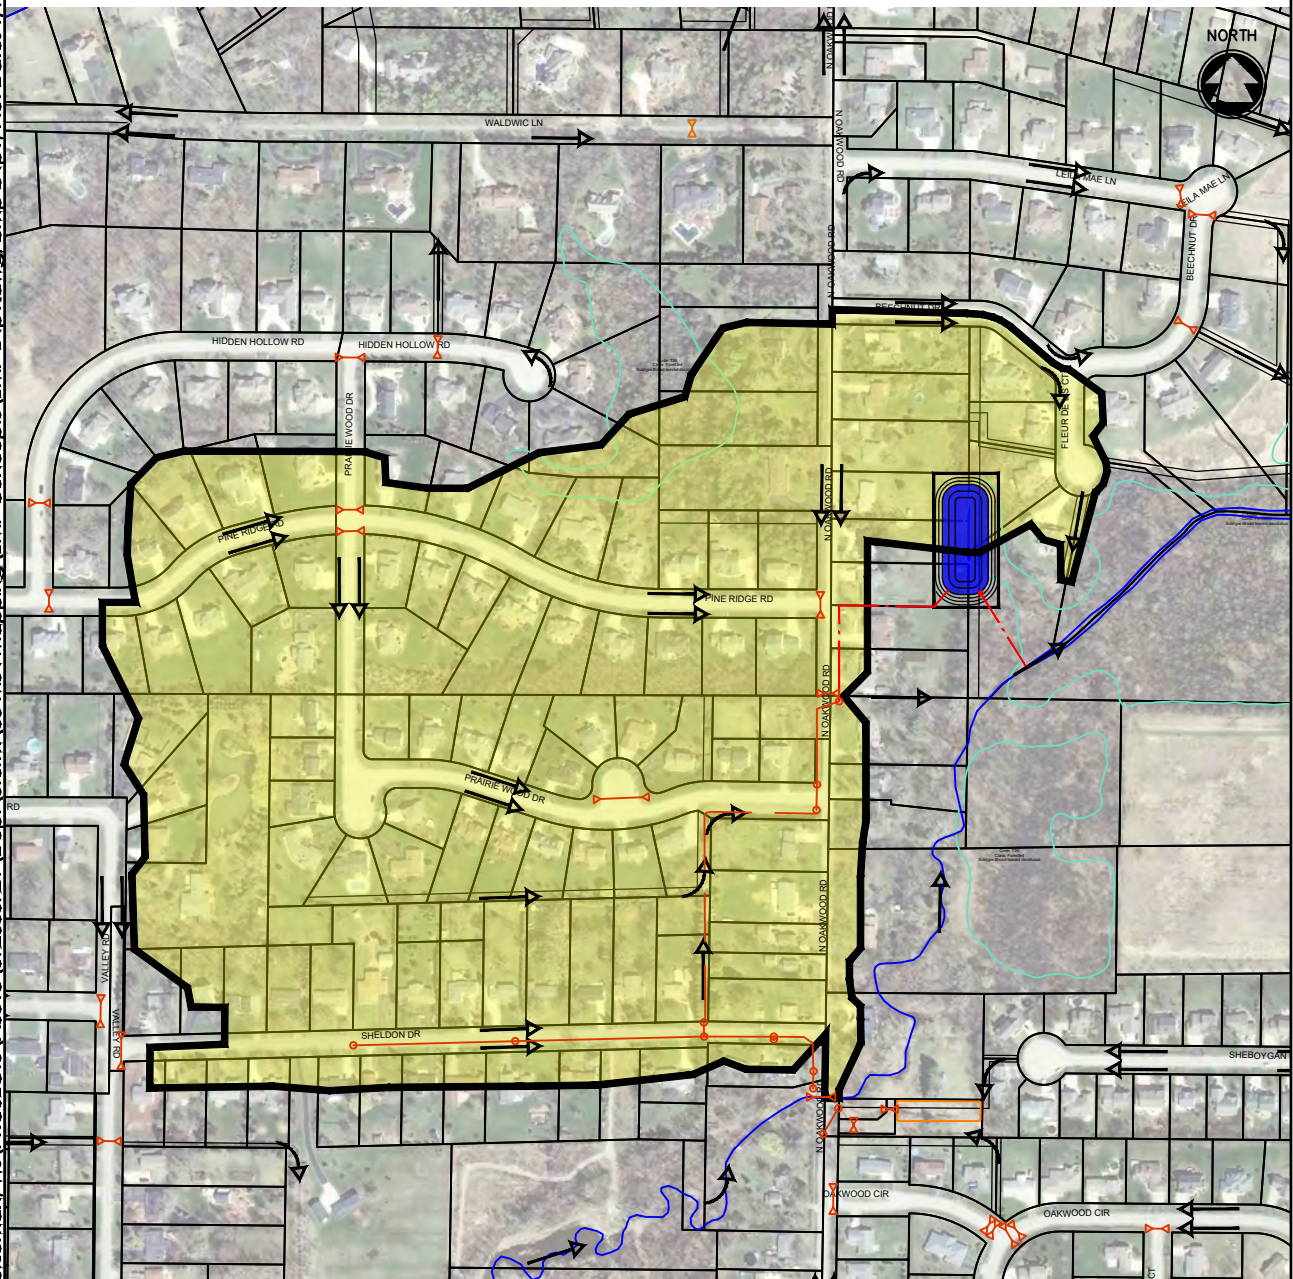 NORTH
N OAKWOOD RD
WALDWIC LN
N OAKWOOD RD
LEILA MAE LN
LEILA MAE LN
BEECHNUT DR
N OAKWOOD RD
BEECHNUT DR
HIDDEN HOLLOW RD
HIDDEN HOLLOW RD
PRAIRIE WOOD DR
FLEUR DE LIS CT
N OAKWOOD RD
PINE RIDGE RD
PINE RIDGE RD
N OAKWOOD RD
PRAIRIE WOOD DR
RD
N OAKWOOD RD
VALLEY RD
VALLEY RD
SHELDON DR
SHEBOYGAN
N OAKWOOD RD
OAKWOOD CIR
OAKWOOD CIR
CT